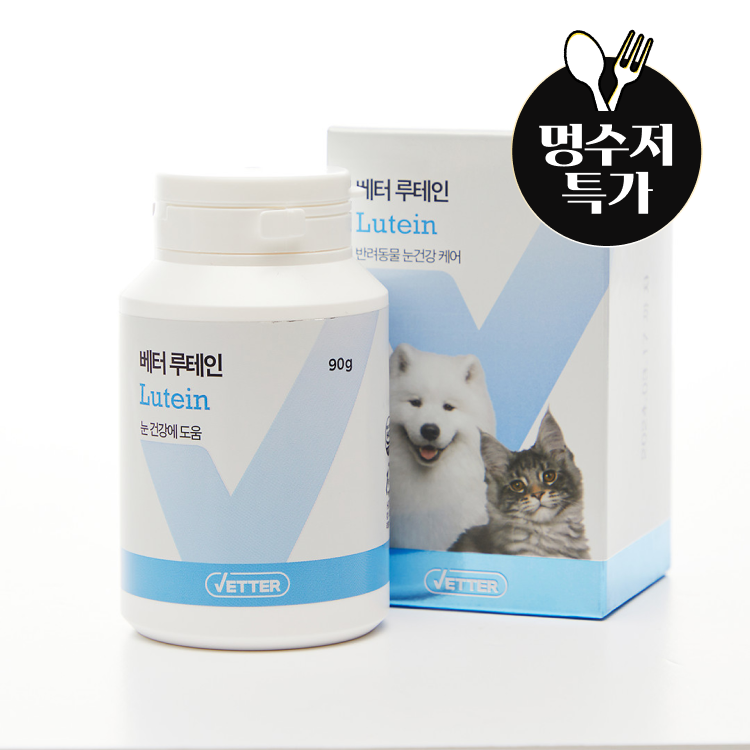 멍수저
특가
베터 루테인
Lutein
반려동물 눈건강 케어
베터 루테인
90g
Lutein
눈 건강에 도움
VETTER
VETTER